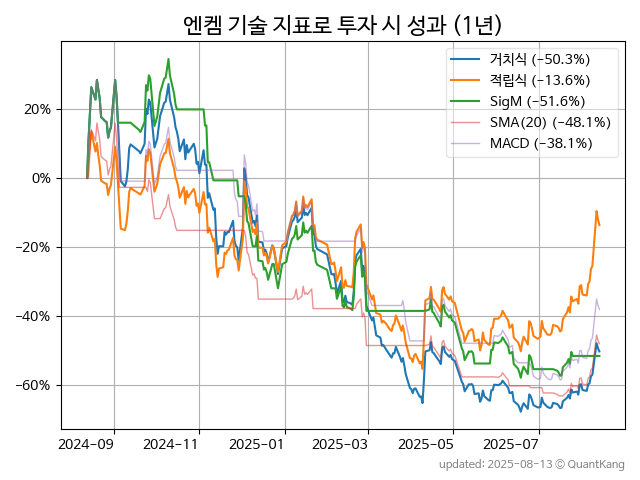 엔켐 기술 지표로 투자 시 성과 (1년)
거치식 (−50.3%)
적립식 (−13.6%)
SigM (−51.6%)
SMA(20) (−48.1%)
MACD (−38.1%)
20%
0%
−20%
−40%
−60%
2024-09 2024-11 2025-01 2025-03 2025-05 2025-07
updated: 2025-08-13 © QuantKang